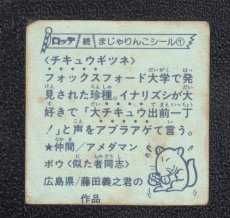 ロッテ 続 まじゃりんこシール①
〈チキュウギツネ〉
フォックスフォード大学で発
見された珍種。イナリズシが大
好きで「大チキュウ出前一丁
!」と声をアブラアゲて言う。
★仲間/アメダマン
ボウ〈似たき者同志〉
広島県/藤田義之君の
作品